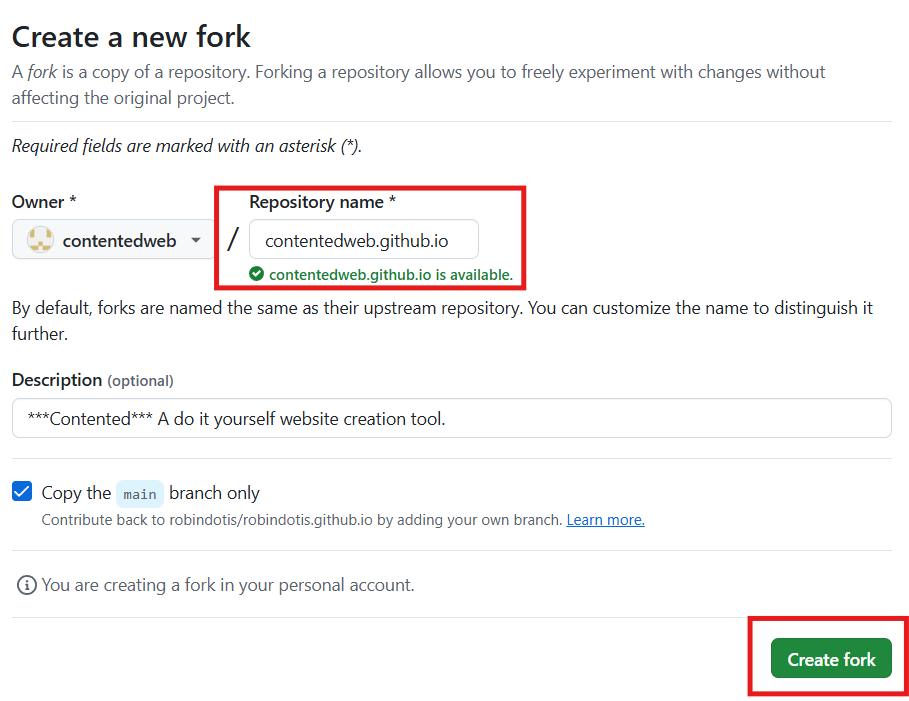 Create a new fork
A fork is a copy of a repository. Forking a repository allows you to freely experiment with changes without
affecting the original project.
Required fields are marked with an asterisk (*).
Owner *
Repository name *
contentedweb
/
contentedweb.github.io
contentedweb.github.io is available.
By default, forks are named the same as their upstream repository. You can customize the name to distinguish it
further.
Description (optional)
***Contented*** A do it yourself website creation tool.
Copy the main branch only
Contribute back to robindotis/robindotis.github.io by adding your own branch. Learn more.
You are creating a fork in your personal account.
Create fork